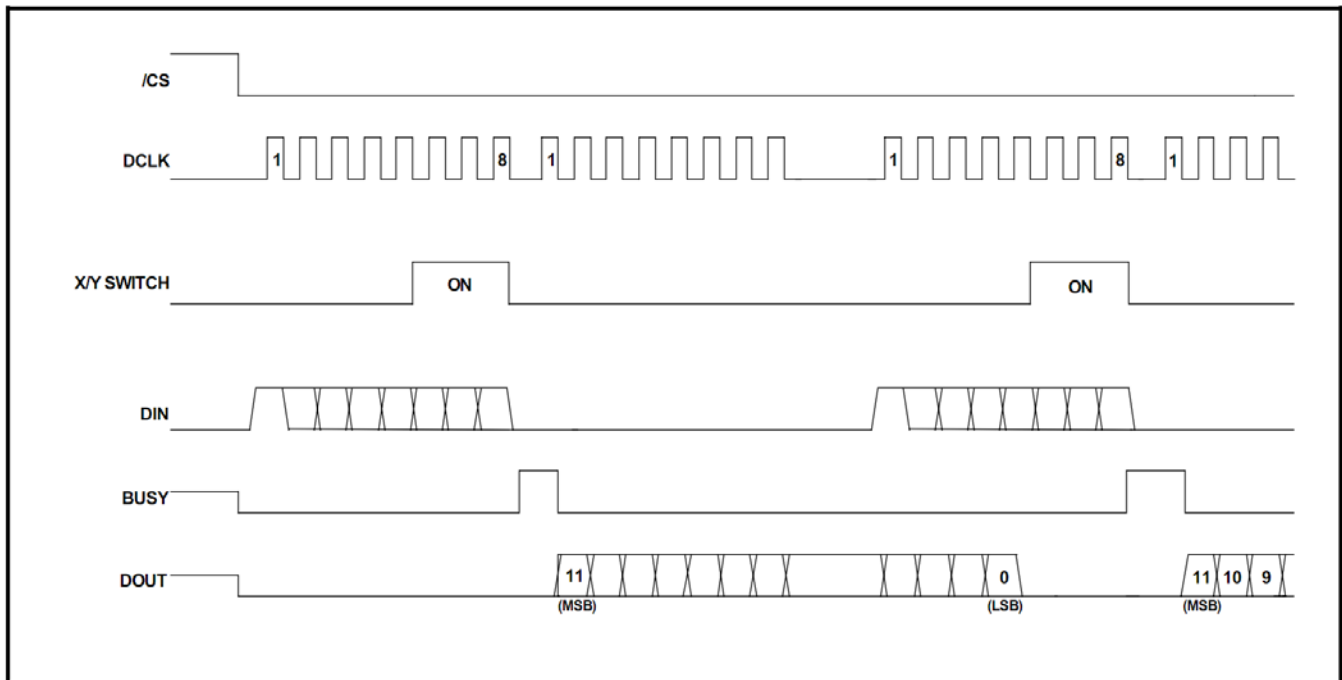 /CS
DCLK 1 8 1 1 8 1
X/Y SWITCH ON ON
DIN
BUSY
DOUT 11 0 11 10 9
(MSB) (LSB) (MSB)